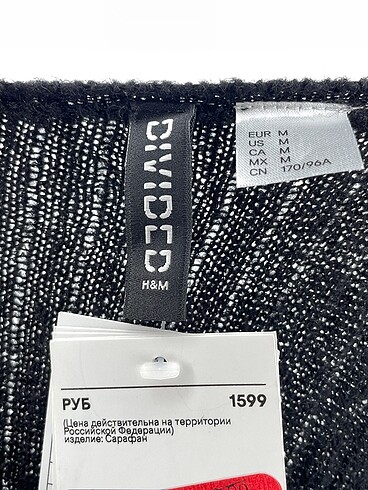 DIVIDED
H&M
EUR M
US M
CA M
MX M
CN 170/96A
РУБ 1599
(Цена действительна на территории
Российской Федерации)
изделие: Сарафан